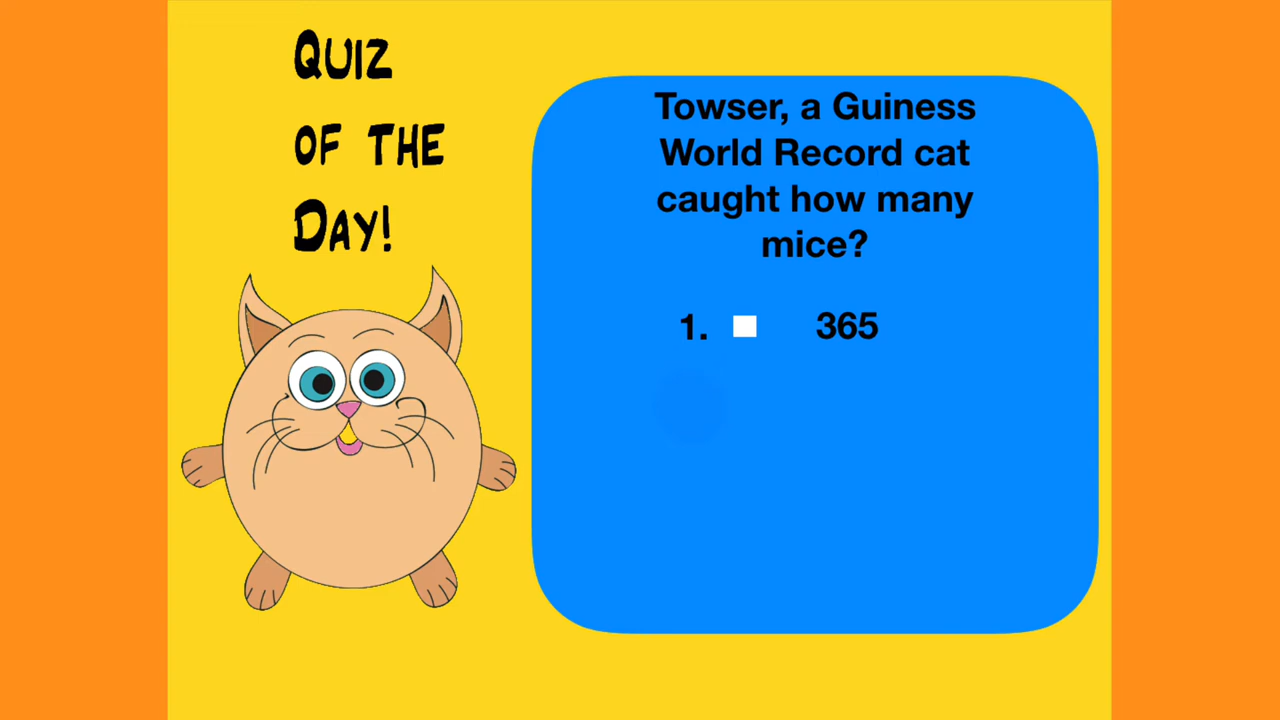 Quiz
of the
Day!
Towser, a Guiness
World Record cat
caught how many
mice?
1. 365